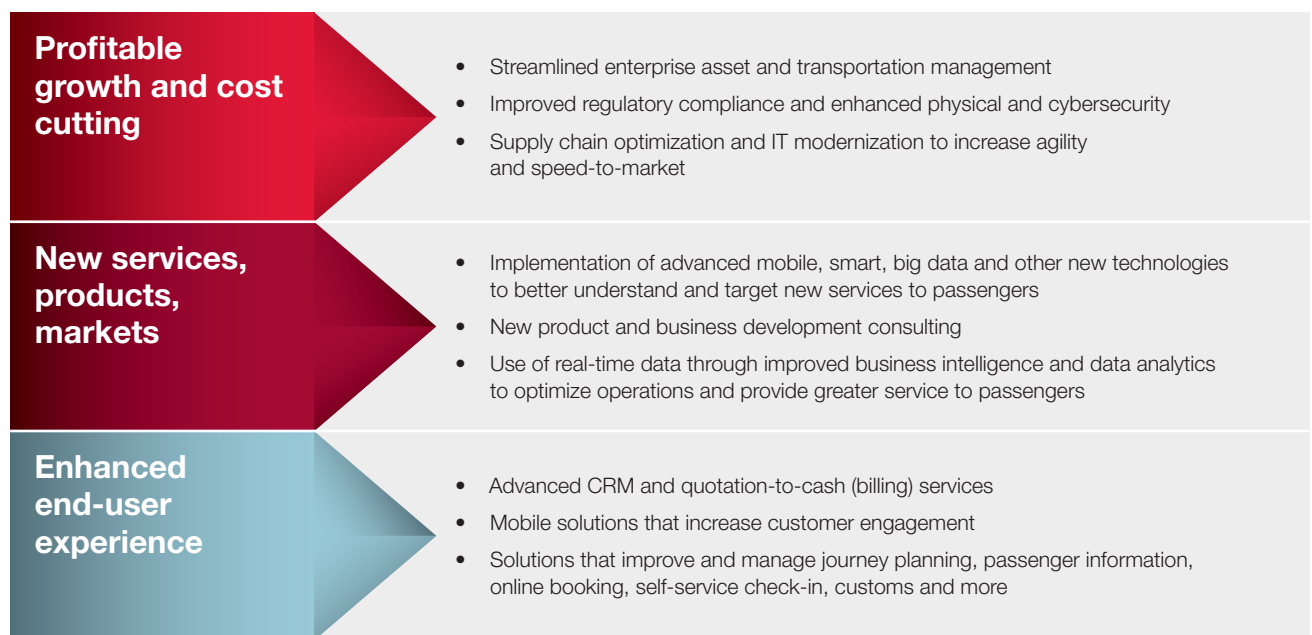 Profitable
growth and cost
cutting
• Streamlined enterprise asset and transportation management
• Improved regulatory compliance and enhanced physical and cybersecurity
• Supply chain optimization and IT modernization to increase agility
and speed-to-market
New services,
products,
markets
• Implementation of advanced mobile, smart, big data and other new technologies
to better understand and target new services to passengers
• New product and business development consulting
• Use of real-time data through improved business intelligence and data analytics
to optimize operations and provide greater service to passengers
Enhanced
end-user
experience
• Advanced CRM and quotation-to-cash (billing) services
• Mobile solutions that increase customer engagement
• Solutions that improve and manage journey planning, passenger information,
online booking, self-service check-in, customs and more